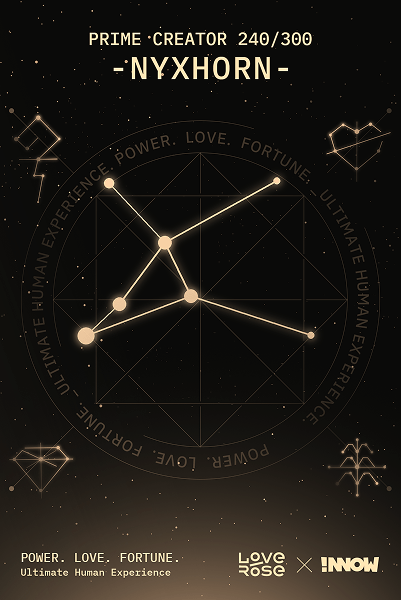 PRIME CREATOR 240/300
-NYXHORN-
POWER. LOVE. FORTUNE. _ULTIMATE HUMAN EXPERIENCE.
POWER. LOVE. FORTUNE _ULTIMATE HUMAN EXPERIENCE.
POWER. LOVE. FORTUNE.
Ultimate Human Experience
LOVE ROSE × !NNOW